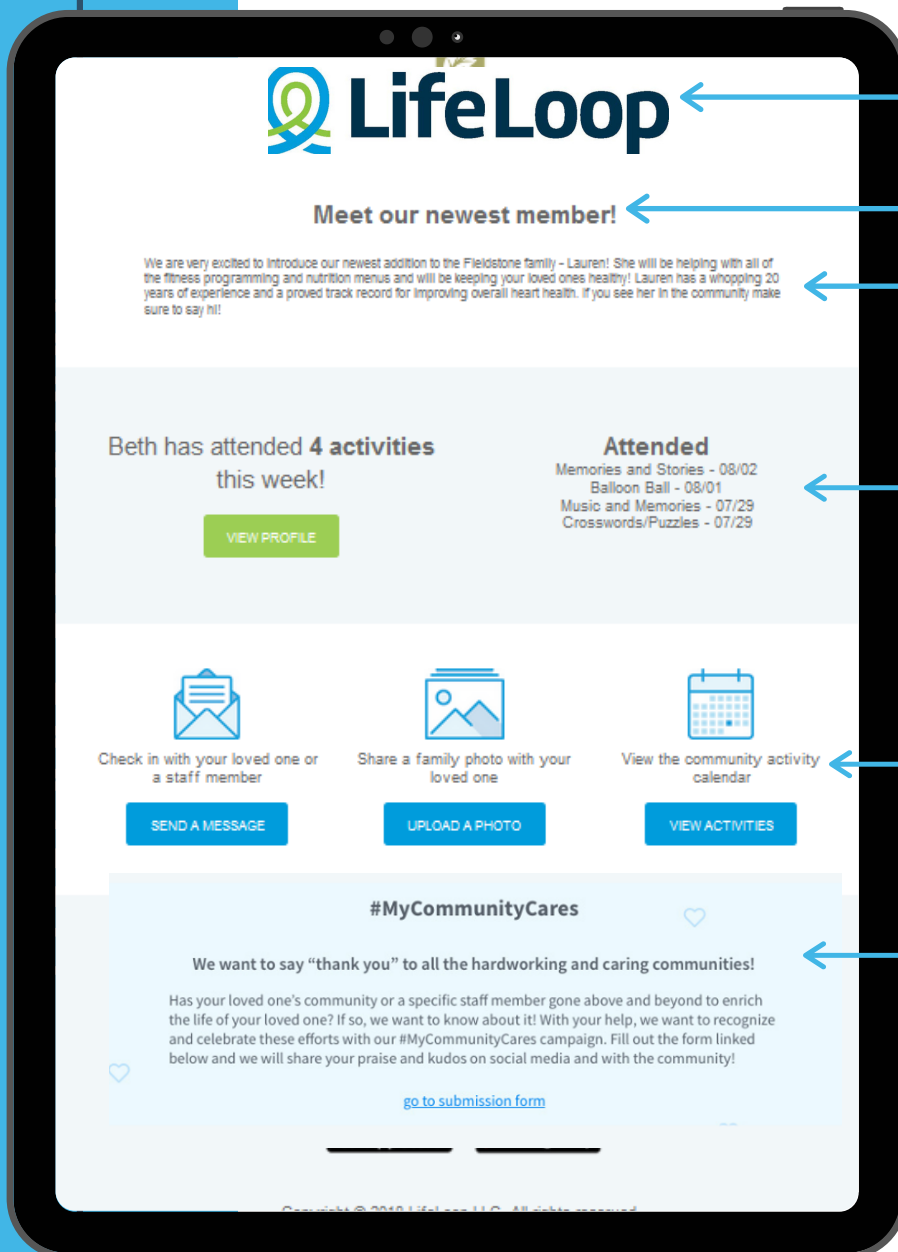 LifeLoop
Meet our newest member!
We are very excited to introduce our newest addition to the Fieldstone family - Lauren! She will be helping with all of
the fitness programming and nutrition menus and will be keeping your loved ones healthy! Lauren has a whopping 20
years of experience and a proved track record for improving overall heart health. If you see her in the community make
sure to say hi!
Beth has attended 4 activities
this week!
VIEW PROFILE
Attended
Memories and Stories - 08/02
Balloon Ball - 08/01
Music and Memories - 07/29
Crosswords/Puzzles - 07/29
Check in with your loved one or
a staff member
SEND A MESSAGE
Share a family photo with your
loved one
UPLOAD A PHOTO
View the community activity
calendar
VIEW ACTIVITIES
#MyCommunityCares
We want to say “thank you” to all the hardworking and caring communities!
Has your loved one’s community or a specific staff member gone above and beyond to enrich
the life of your loved one? If so, we want to know about it! With your help, we want to recognize
and celebrate these efforts with our #MyCommunityCares campaign. Fill out the form linked
below and we will share your praise and kudos on social media and with the community!
go to submission form
Copyright © 2018 LifeLoop LLC, All rights reserved